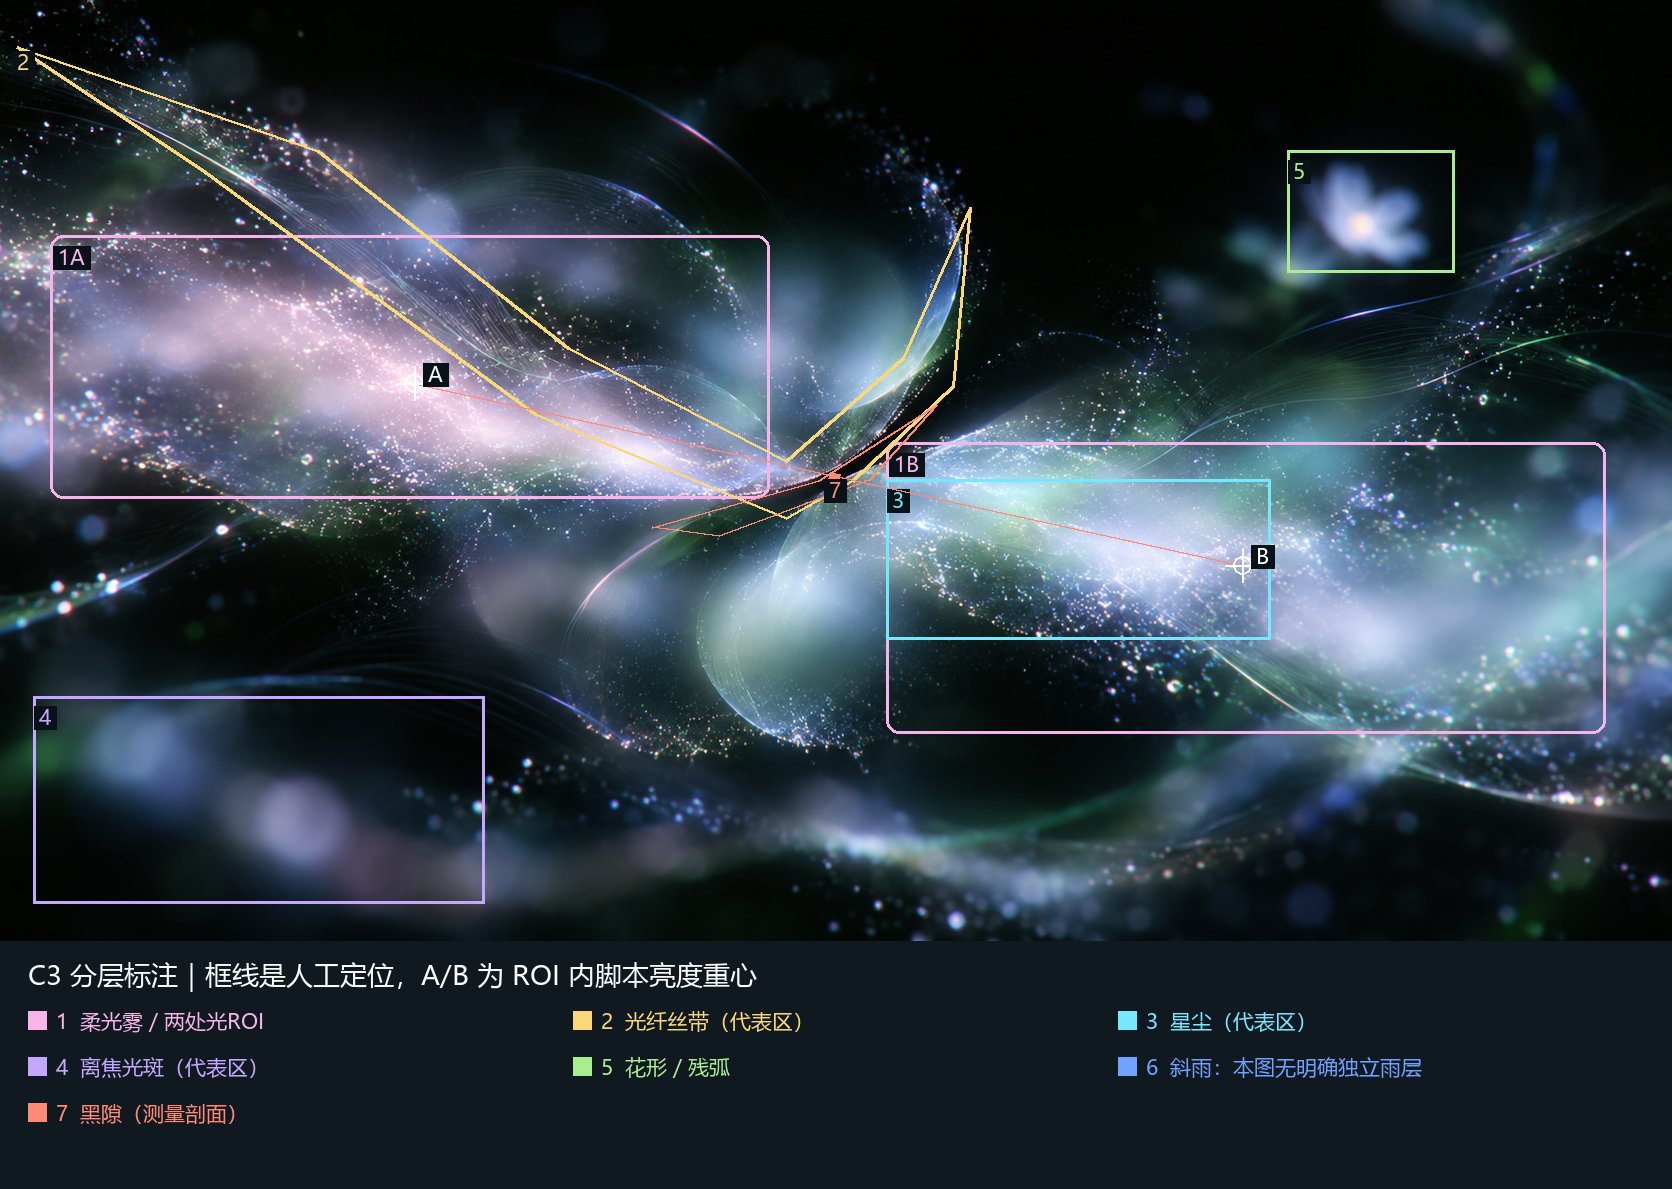 2
5
1A
A
1B
7
3
B
4
C3 分层标注 | 框线是人工定位，A/B 为 ROI 内脚本亮度重心
1 柔光雾 / 两处光ROI
2 光纤丝带（代表区）
3 星尘（代表区）
4 离焦光斑（代表区）
5 花形 / 残弧
6 斜雨：本图无明确独立雨层
7 黑隙（测量剖面）